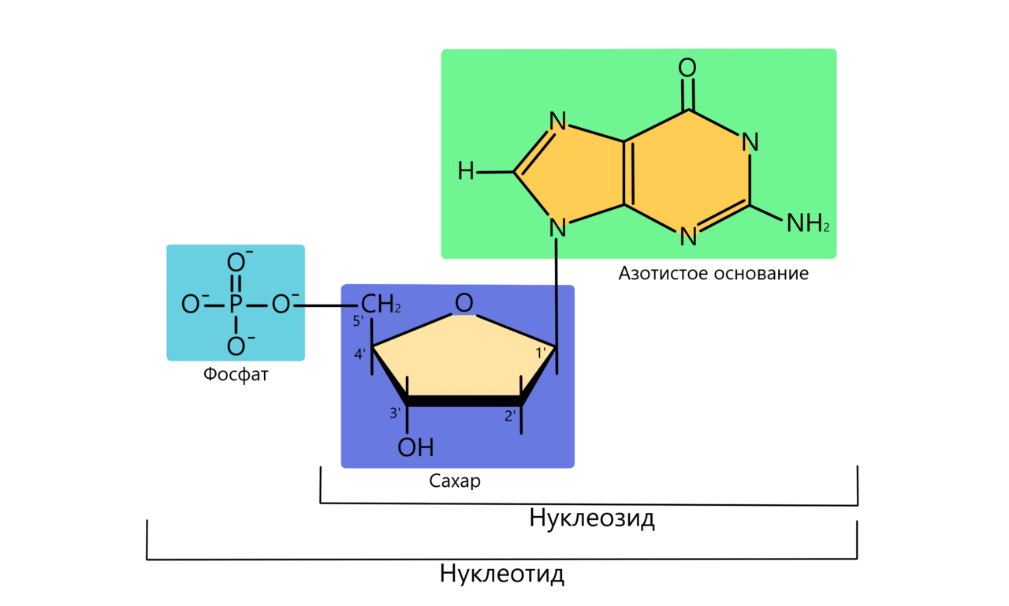 O
N
N
H
N
N
NH₂
Азотистое основание
O⁻
O⁻ P O⁻
O⁻
Фосфат
CH₂
O
5'
4'
1'
3'
2'
OH
Сахар
Нуклеозид
Нуклеотид